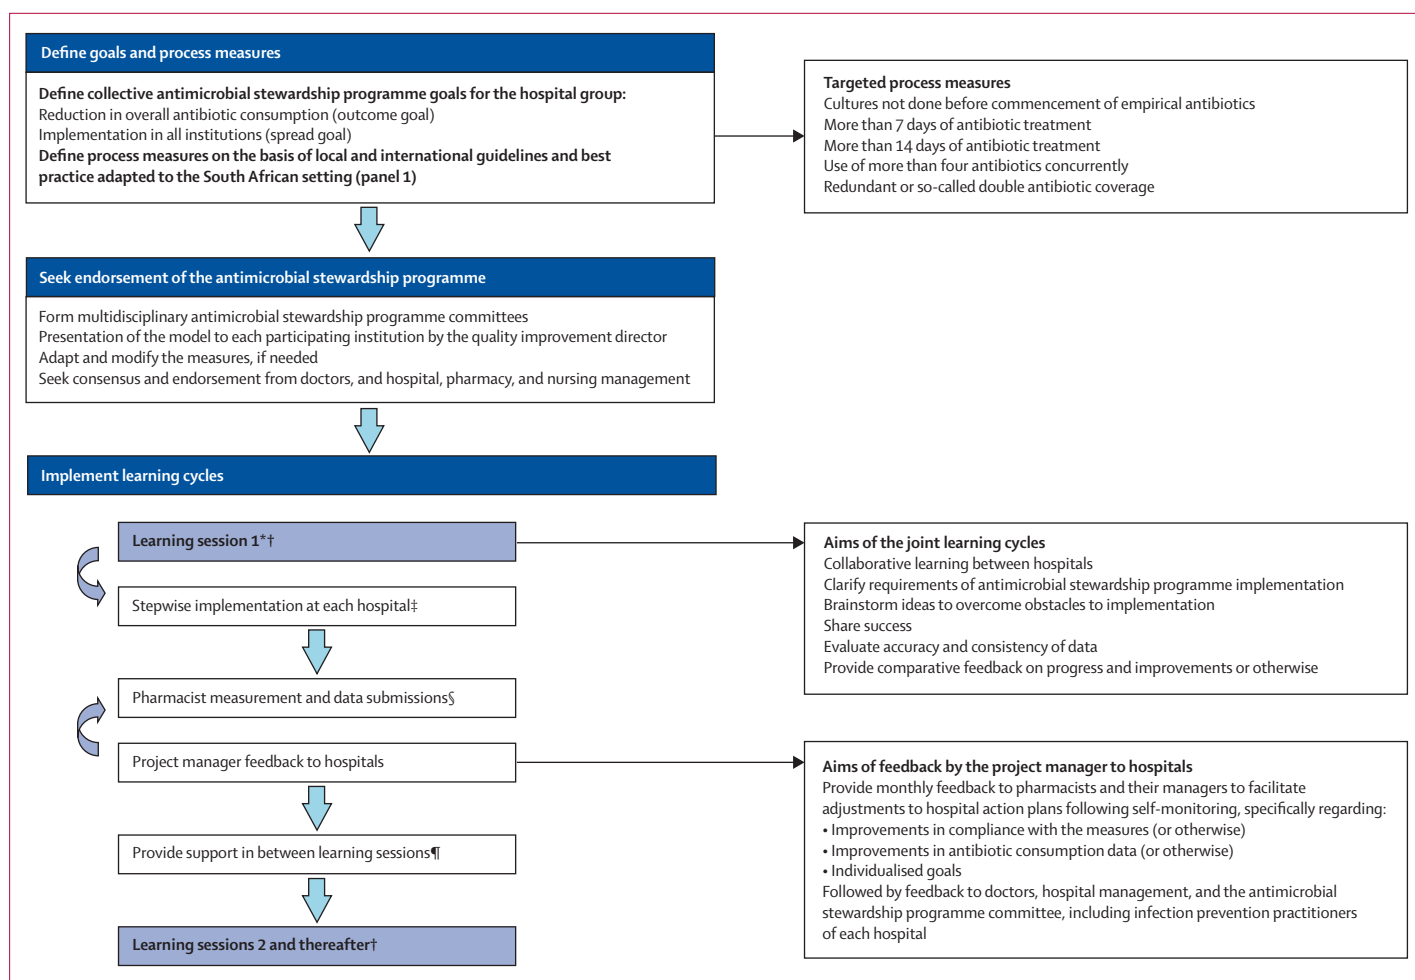 Define goals and process measures
Define collective antimicrobial stewardship programme goals for the hospital group:
Reduction in overall antibiotic consumption (outcome goal)
Implementation in all institutions (spread goal)
Define process measures on the basis of local and international guidelines and best
practice adapted to the South African setting (panel 1)
Targeted process measures
Cultures not done before commencement of empirical antibiotics
More than 7 days of antibiotic treatment
More than 14 days of antibiotic treatment
Use of more than four antibiotics concurrently
Redundant or so-called double antibiotic coverage
Seek endorsement of the antimicrobial stewardship programme
Form multidisciplinary antimicrobial stewardship programme committees
Presentation of the model to each participating institution by the quality improvement director
Adapt and modify the measures, if needed
Seek consensus and endorsement from doctors, and hospital, pharmacy, and nursing management
Implement learning cycles
Learning session 1*†
Stepwise implementation at each hospital‡
Pharmacist measurement and data submissions§
Project manager feedback to hospitals
Provide support in between learning sessions¶
Learning sessions 2 and thereafter†
Aims of the joint learning cycles
Collaborative learning between hospitals
Clarify requirements of antimicrobial stewardship programme implementation
Brainstorm ideas to overcome obstacles to implementation
Share success
Evaluate accuracy and consistency of data
Provide comparative feedback on progress and improvements or otherwise
Aims of feedback by the project manager to hospitals
Provide monthly feedback to pharmacists and their managers to facilitate
adjustments to hospital action plans following self-monitoring, specifically regarding:
• Improvements in compliance with the measures (or otherwise)
• Improvements in antibiotic consumption data (or otherwise)
• Individualised goals
Followed by feedback to doctors, hospital management, and the antimicrobial
stewardship programme committee, including infection prevention practitioners
of each hospital